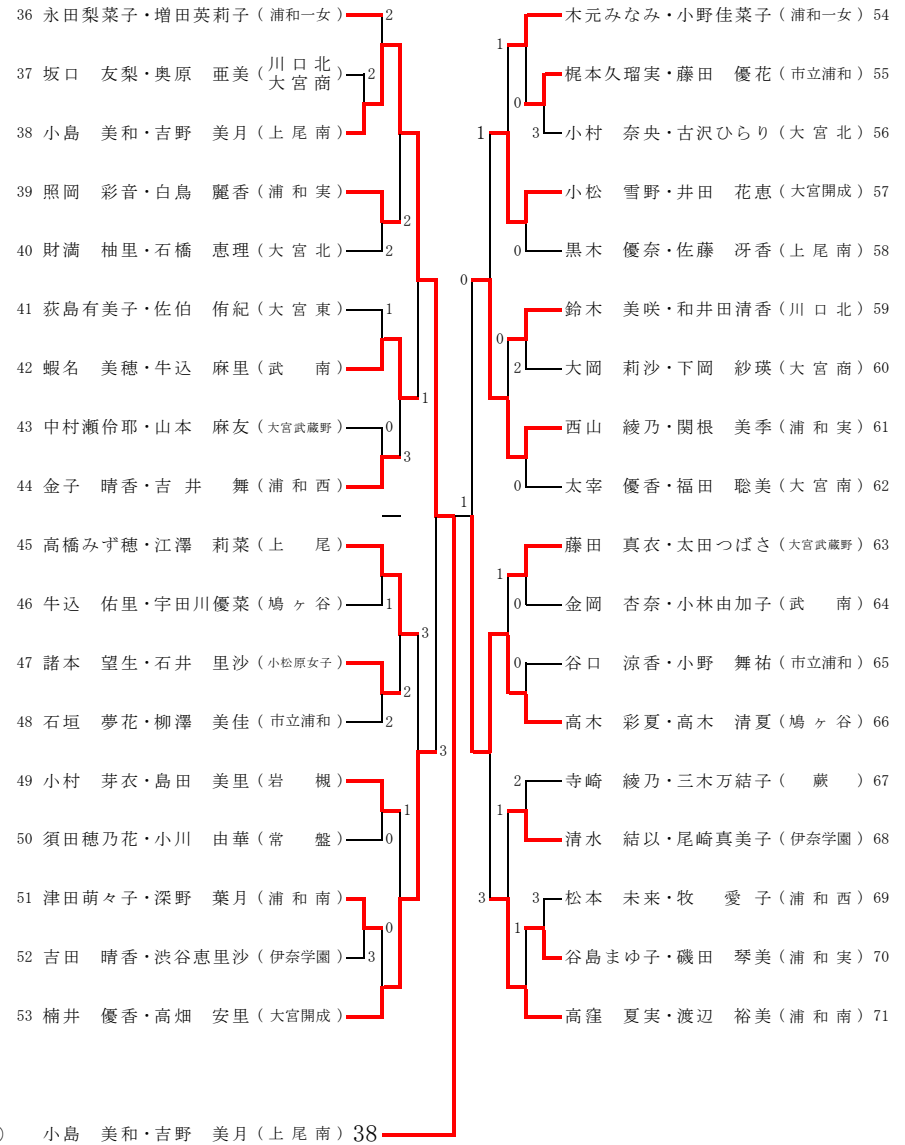 36 永田梨菜子・増田英莉子（浦和一女） 2
37 坂口　友梨・奥原　亜美（川口北 大宮商） 2
38 小島　美和・吉野　美月（上尾南）
39 照岡　彩音・白鳥　麗香（浦和実） 2
40 財満　柚里・石橋　恵理（大宮北） 2
41 荻島有美子・佐伯　侑紀（大宮東） 1
42 蝦名　美穂・牛込　麻里（武　南） 1
43 中村瀬伶耶・山本　麻友（大宮武蔵野） 0
3
44 金子　晴香・吉井　舞（浦和西）
45 高橋みず穂・江澤　莉菜（上　尾）
46 牛込　佑里・宇田川優菜（鳩ヶ谷） 1
3
47 諸本　望生・石井　里沙（小松原女子） 2
48 石垣　夢花・柳澤　美佳（市立浦和） 2
3
49 小村　芽衣・島田　美里（岩　槻） 1
50 須田穂乃花・小川　由華（常　盤） 0
51 津田萌々子・深野　葉月（浦和南） 0
52 吉田　晴香・渋谷恵里沙（伊奈学園） 3
53 楠井　優香・高畑　安里（大宮開成）
木元みなみ・小野佳菜子（浦和一女） 54
1
梶本久瑠実・藤田　優花（市立浦和） 55
0
1 3 小村　奈央・古沢ひらり（大宮北） 56
小松　雪野・井田　花恵（大宮開成） 57
0 黒木　優奈・佐藤　冴香（上尾南） 58
0
鈴木　美咲・和井田清香（川口北） 59
0
2 大岡　莉沙・下岡　紗瑛（大宮商） 60
西山　綾乃・関根　美季（浦和実） 61
0 太宰　優香・福田　聡美（大宮南） 62
1
藤田　真衣・太田つばさ（大宮武蔵野） 63
1
0 金岡　杏奈・小林由加子（武　南） 64
0 谷口　涼香・小野　舞祐（市立浦和） 65
高木　彩夏・高木　清夏（鳩ヶ谷） 66
2 寺崎　綾乃・三木万結子（　蕨　） 67
1
清水　結以・尾崎真美子（伊奈学園） 68
3 3 松本　未来・牧　愛子（浦和西） 69
1
谷島まゆ子・磯田　琴美（浦和実） 70
高窪　夏実・渡辺　裕美（浦和南） 71
） 小島　美和・吉野　美月（上尾南） 38